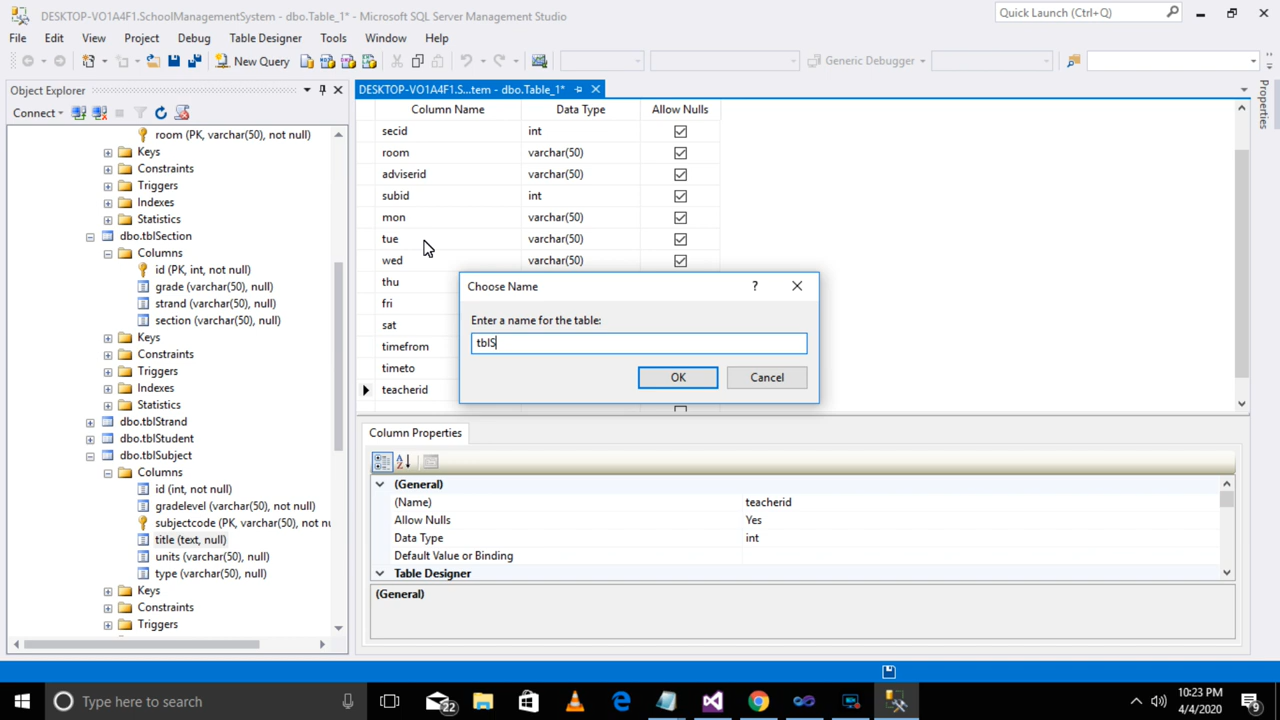 DESKTOP-VO1A4F1.SchoolManagementSystem - dbo.Table_1* - Microsoft SQL Server Management Studio
Quick Launch (Ctrl+Q)
File Edit View Project Debug Table Designer Tools Window Help
New Query Generic Debugger
Object Explorer
DESKTOP-VO1A4F1.S...tem - dbo.Table_1*
Properties
Connect
room (PK, varchar(50), not null)
Keys
Constraints
Triggers
Indexes
Statistics
dbo.tblSection
Columns
id (PK, int, not null)
grade (varchar(50), null)
strand (varchar(50), null)
section (varchar(50), null)
Keys
Constraints
Triggers
Indexes
Statistics
dbo.tblStrand
dbo.tblStudent
dbo.tblSubject
Columns
id (int, not null)
gradelevel (varchar(50), not null)
subjectcode (PK, varchar(50), not nu
title (text, null)
units (varchar(50), null)
type (varchar(50), null)
Keys
Constraints
Triggers
Column Name Data Type Allow Nulls
secid int
room varchar(50)
adviserid varchar(50)
subid int
mon varchar(50)
tue varchar(50)
wed varchar(50)
thu
fri
sat
timefrom
timeto
teacherid
Choose Name
?
Enter a name for the table:
tblS
OK Cancel
Column Properties
(General)
(Name) teacherid
Allow Nulls Yes
Data Type int
Default Value or Binding
Table Designer
(General)
Type here to search
22
10:23 PM
4/4/2020
9